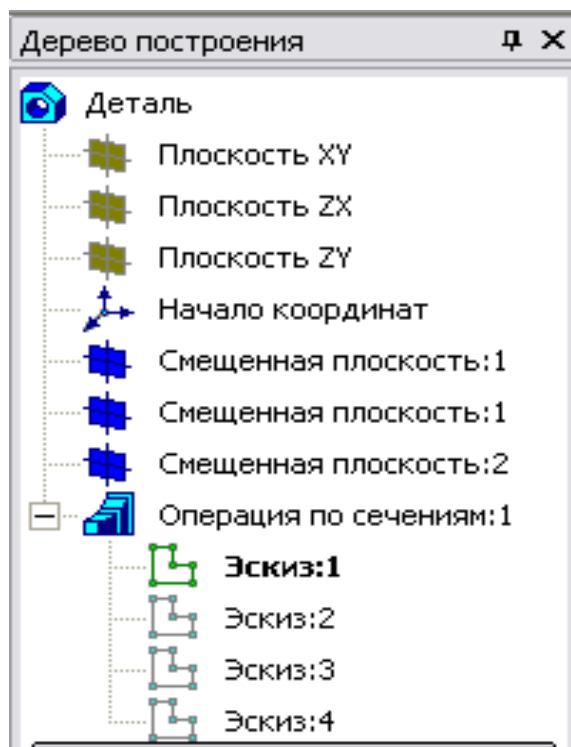 Дерево построения
Деталь
Плоскость XY
Плоскость ZX
Плоскость ZY
Начало координат
Смещенная плоскость:1
Смещенная плоскость:1
Смещенная плоскость:2
Операция по сечениям:1
Эскиз:1
Эскиз:2
Эскиз:3
Эскиз:4